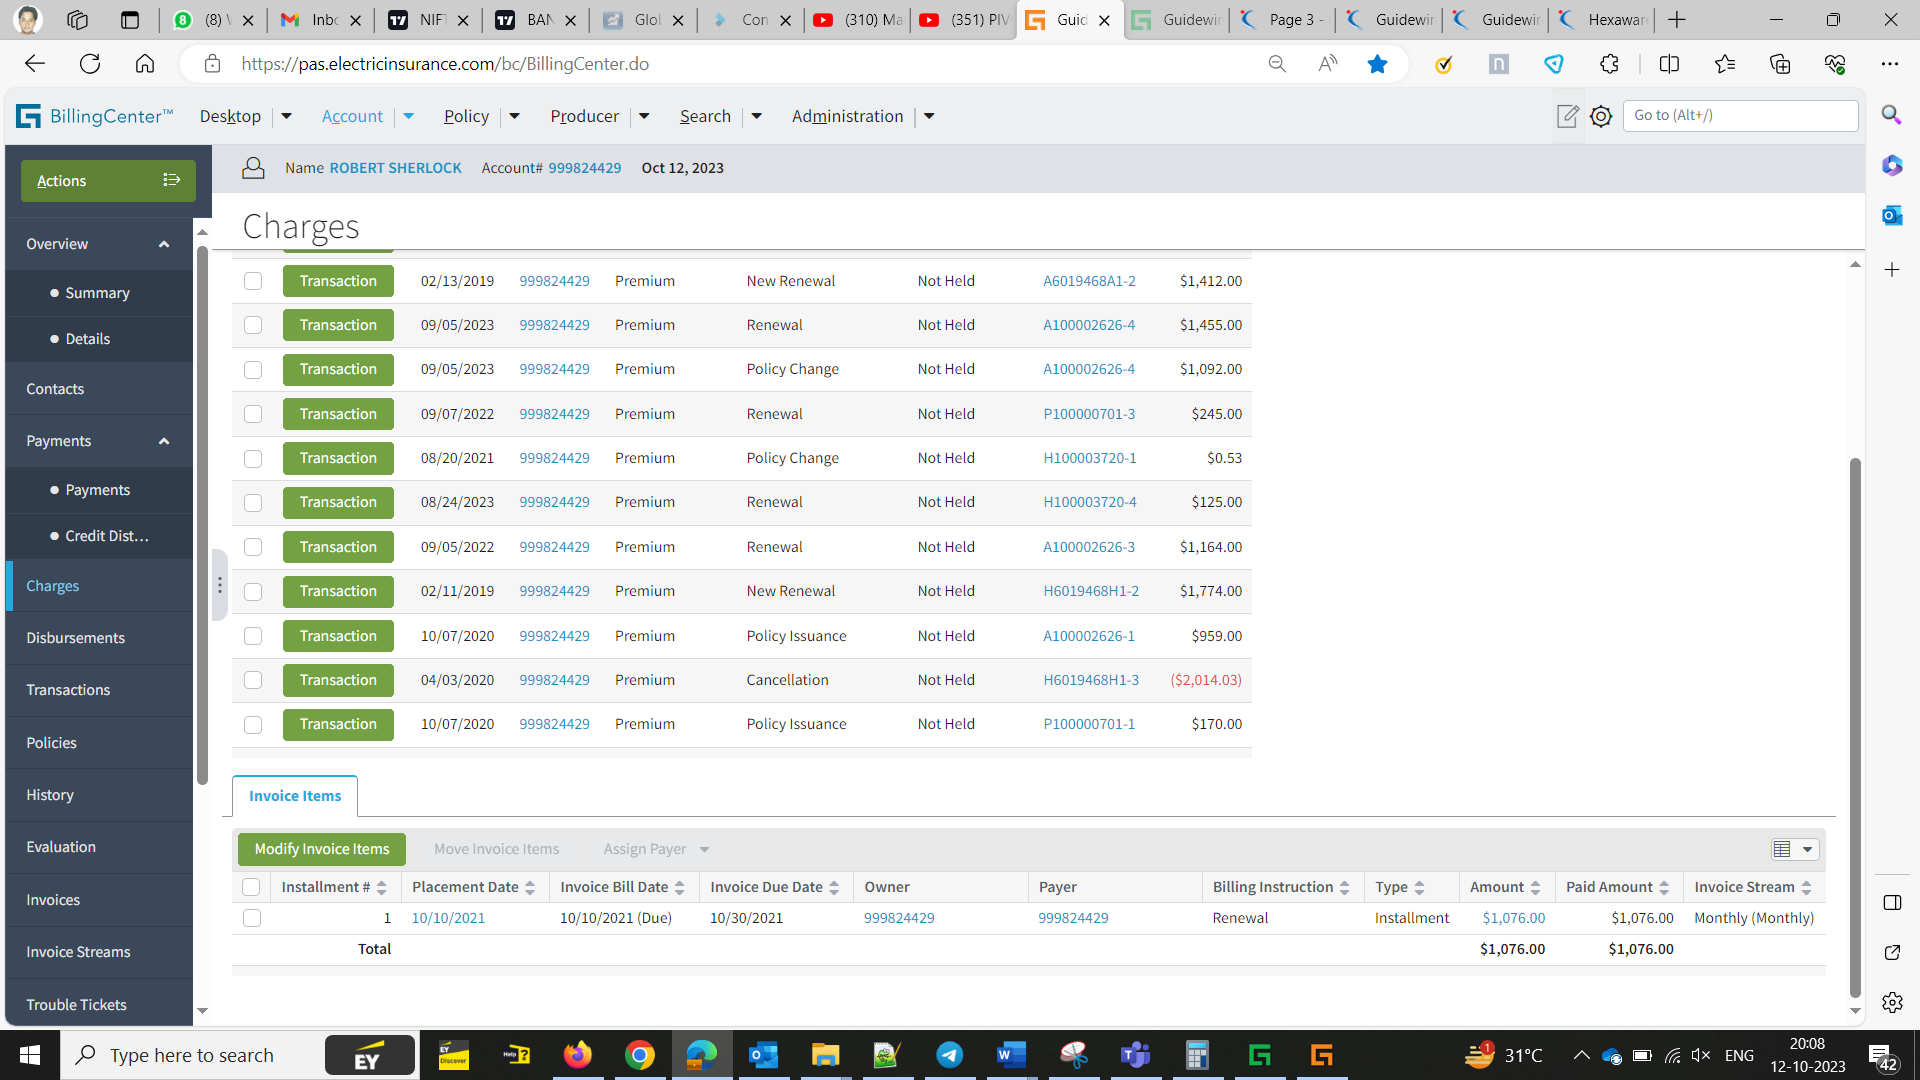 (8) W
Inbo
NIFT
BAN
Glob
Con
(310) Ma
(351) PIV
Guid
Guidewir
Page 3 -
Guidewir
Guidewir
Hexaware
https://pas.electricinsurance.com/bc/BillingCenter.do
BillingCenter™ Desktop Account Policy Producer Search Administration Go to (Alt+/)
Actions
Name ROBERT SHERLOCK Account# 999824429 Oct 12, 2023
Overview
Summary
Details
Contacts
Payments
Payments
Credit Dist...
Charges
Disbursements
Transactions
Policies
History
Evaluation
Invoices
Invoice Streams
Trouble Tickets
Charges
Transaction 02/13/2019 999824429 Premium New Renewal Not Held A6019468A1-2 $1,412.00
Transaction 09/05/2023 999824429 Premium Renewal Not Held A100002626-4 $1,455.00
Transaction 09/05/2023 999824429 Premium Policy Change Not Held A100002626-4 $1,092.00
Transaction 09/07/2022 999824429 Premium Renewal Not Held P100000701-3 $245.00
Transaction 08/20/2021 999824429 Premium Policy Change Not Held H100003720-1 $0.53
Transaction 08/24/2023 999824429 Premium Renewal Not Held H100003720-4 $125.00
Transaction 09/05/2022 999824429 Premium Renewal Not Held A100002626-3 $1,164.00
Transaction 02/11/2019 999824429 Premium New Renewal Not Held H6019468H1-2 $1,774.00
Transaction 10/07/2020 999824429 Premium Policy Issuance Not Held A100002626-1 $959.00
Transaction 04/03/2020 999824429 Premium Cancellation Not Held H6019468H1-3 ($2,014.03)
Transaction 10/07/2020 999824429 Premium Policy Issuance Not Held P100000701-1 $170.00
Invoice Items
Modify Invoice Items Move Invoice Items Assign Payer
Installment # Placement Date Invoice Bill Date Invoice Due Date Owner Payer Billing Instruction Type Amount Paid Amount Invoice Stream
1 10/10/2021 10/10/2021 (Due) 10/30/2021 999824429 999824429 Renewal Installment $1,076.00 $1,076.00 Monthly (Monthly)
Total $1,076.00 $1,076.00
Type here to search
EY
EY Discover
Help ?
1
31°C
ENG
20:08
12-10-2023
42